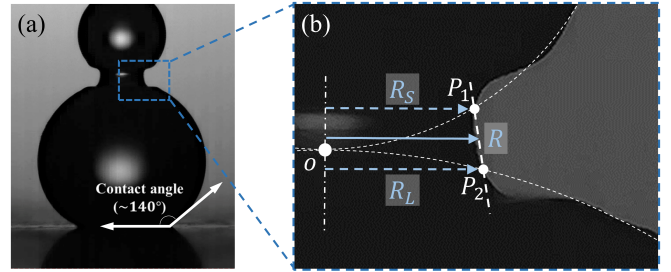 (a)
Contact angle
(~140°)
(b)
R_S
P_1
R
o
R_L
P_2